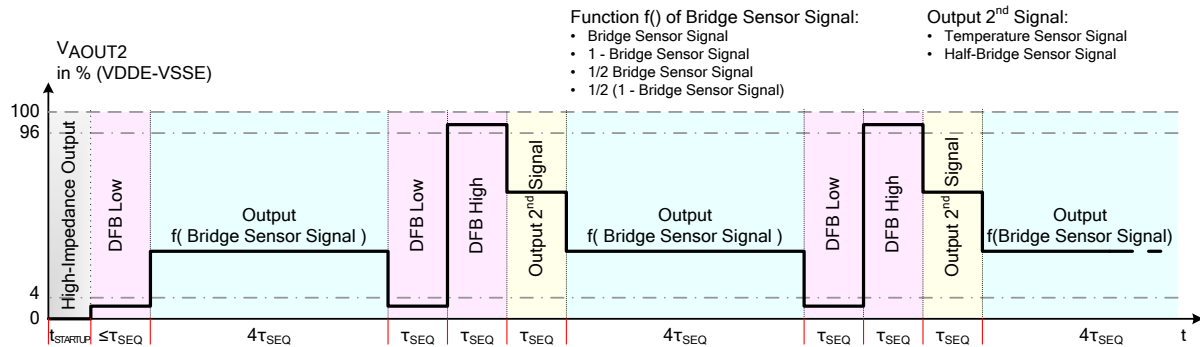 Function f() of Bridge Sensor Signal:
• Bridge Sensor Signal
• 1 - Bridge Sensor Signal
• 1/2 Bridge Sensor Signal
• 1/2 (1 - Bridge Sensor Signal)
Output 2nd Signal:
• Temperature Sensor Signal
• Half-Bridge Sensor Signal
VAOUT2
in % (VDDE-VSSE)
100
96
4
0
High-Impedance Output
DFB Low
Output
f( Bridge Sensor Signal )
DFB Low
DFB High
Output 2nd Signal
Output
f( Bridge Sensor Signal )
DFB Low
DFB High
Output 2nd Signal
Output
f(Bridge Sensor Signal)
tSTARTUP
≤τSEQ
4τSEQ
τSEQ
τSEQ
τSEQ
4τSEQ
τSEQ
τSEQ
τSEQ
4τSEQ
t